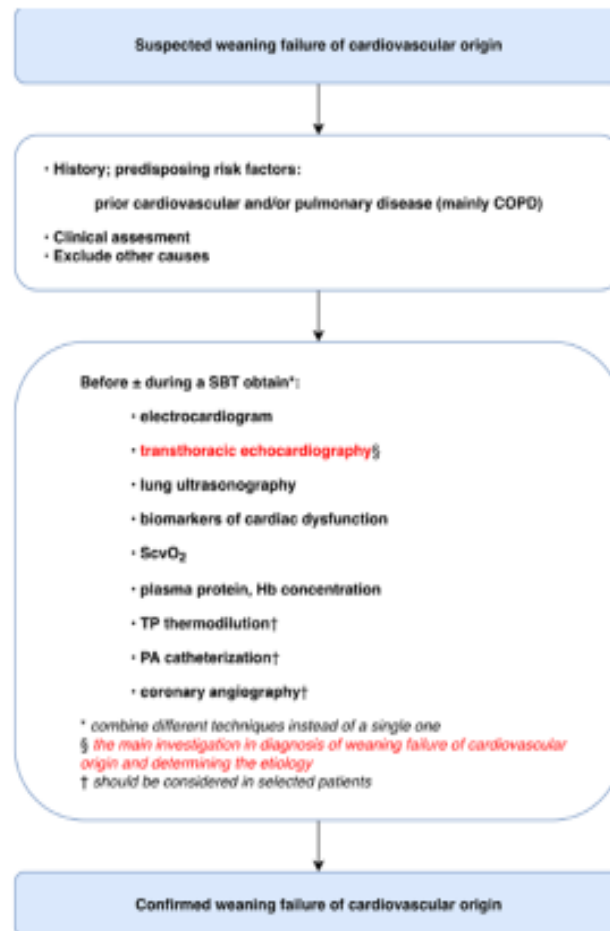 Suspected weaning failure of cardiovascular origin
• History; predisposing risk factors:
prior cardiovascular and/or pulmonary disease (mainly COPD)
• Clinical assesment
• Exclude other causes
Before ± during a SBT obtain*:
• electrocardiogram
• transthoracic echocardiography§
• lung ultrasonography
• biomarkers of cardiac dysfunction
• ScvO₂
• plasma protein, Hb concentration
• TP thermodilution†
• PA catheterization†
• coronary angiography†
* combine different techniques instead of a single one
§ the main investigation in diagnosis of weaning failure of cardiovascular
origin and determining the etiology
† should be considered in selected patients
Confirmed weaning failure of cardiovascular origin